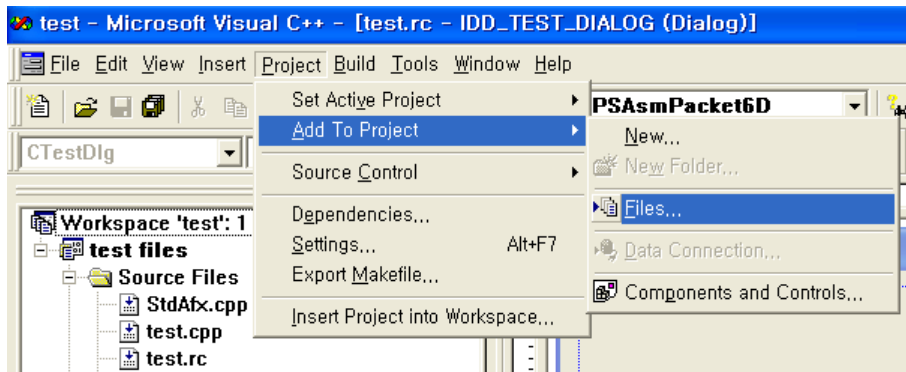 test - Microsoft Visual C++ - [test.rc - IDD_TEST_DIALOG (Dialog)]
File Edit View Insert Project Build Tools Window Help
Set Active Project
Add To Project
Source Control
Dependencies...
Settings... Alt+F7
Export Makefile...
Insert Project into Workspace...
PSAsmPacket6D
New...
New Folder...
Files...
Data Connection...
Components and Controls...
CTestDlg
Workspace 'test': 1
test files
Source Files
StdAfx.cpp
test.cpp
test.rc